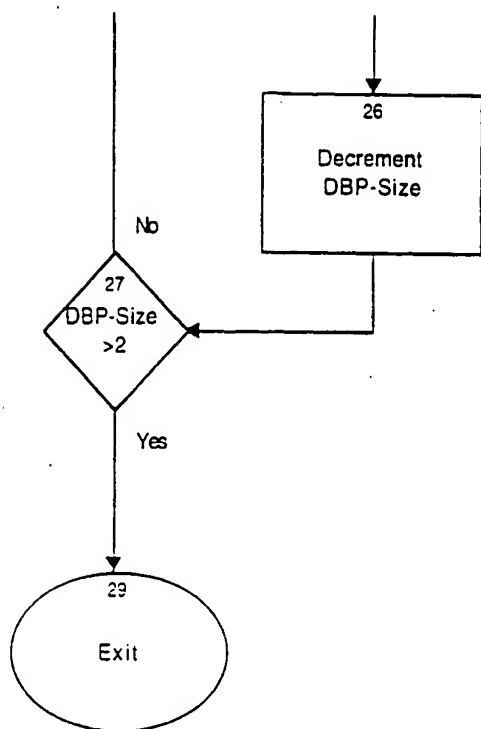 26
Decrement
DBP-Size
No
27
DBP-Size
>2
Yes
29
Exit